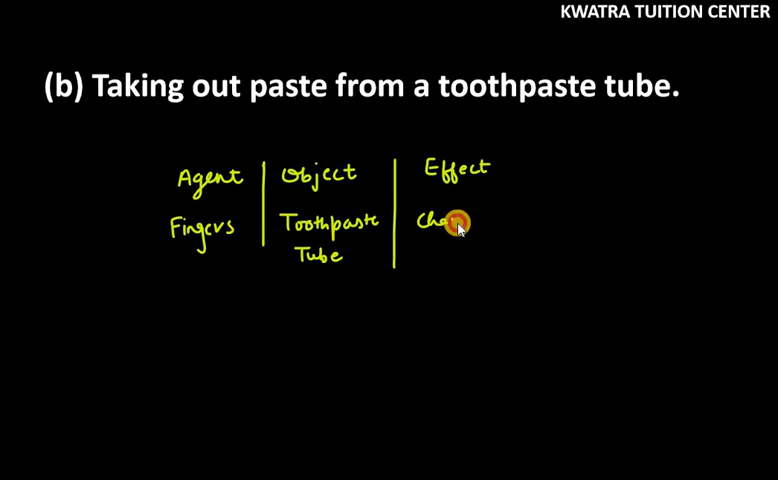 KWATRA TUITION CENTER
(b) Taking out paste from a toothpaste tube.
Agent Object Effect
Fingers Toothpaste
Tube